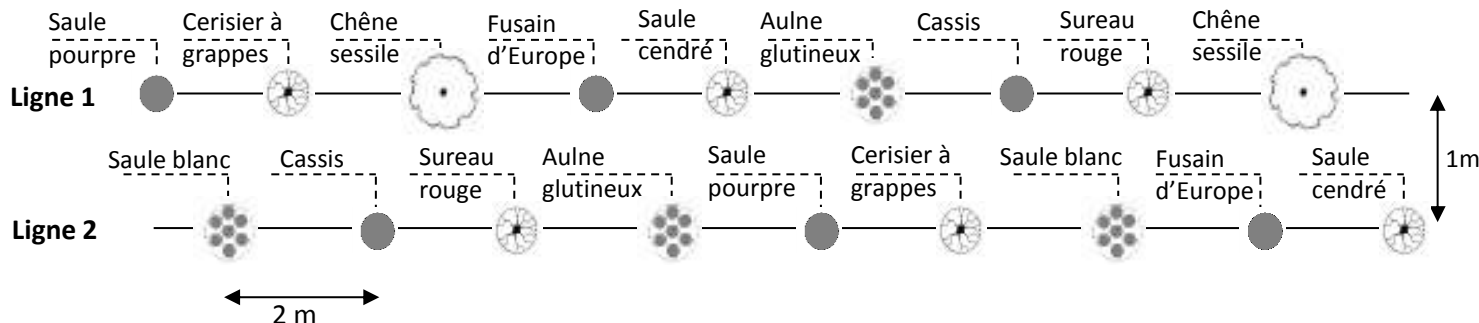 Saule
pourpre
Cerisier à
grappes
Chêne
sessile
Fusain
d’Europe
Saule
cendré
Aulne
glutineux
Cassis
Sureau
rouge
Chêne
sessile
Ligne 1
1m
Saule blanc
Cassis
Sureau
rouge
Aulne
glutineux
Saule
pourpre
Cerisier à
grappes
Saule blanc
Fusain
d’Europe
Saule
cendré
Ligne 2
2 m